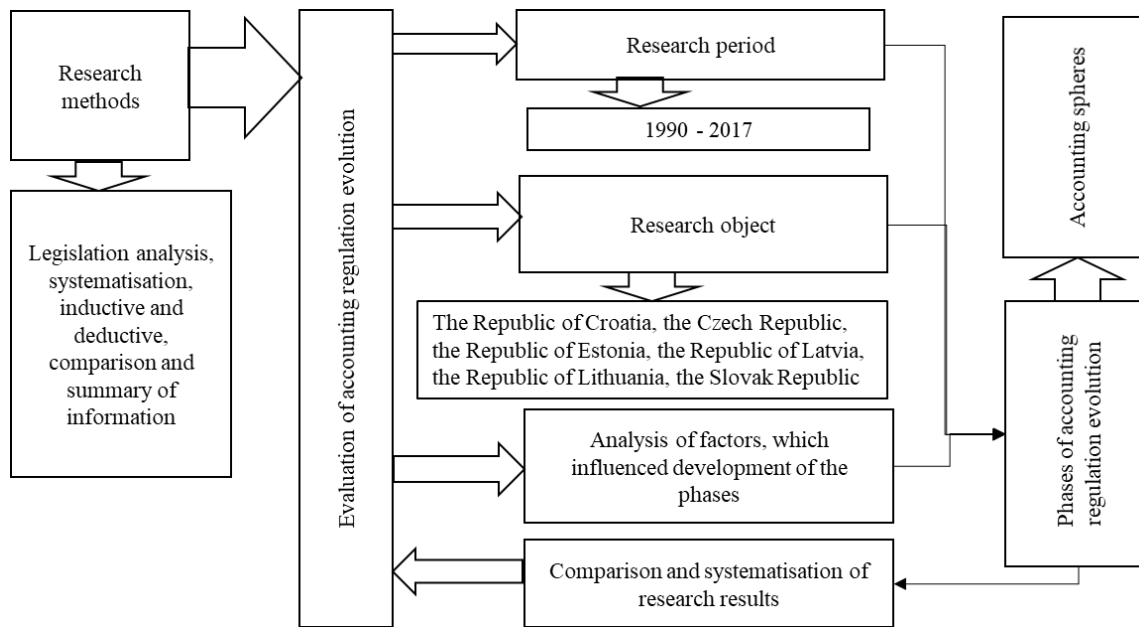 Research
methods
Legislation analysis,
systematisation,
inductive and
deductive,
comparison and
summary of
information
Evaluation of accounting regulation evolution
Research period
1990 - 2017
Research object
The Republic of Croatia, the Czech Republic,
the Republic of Estonia, the Republic of Latvia,
the Republic of Lithuania, the Slovak Republic
Analysis of factors, which
influenced development of the
phases
Comparison and systematisation of
research results
Accounting spheres
Phases of accounting
regulation evolution